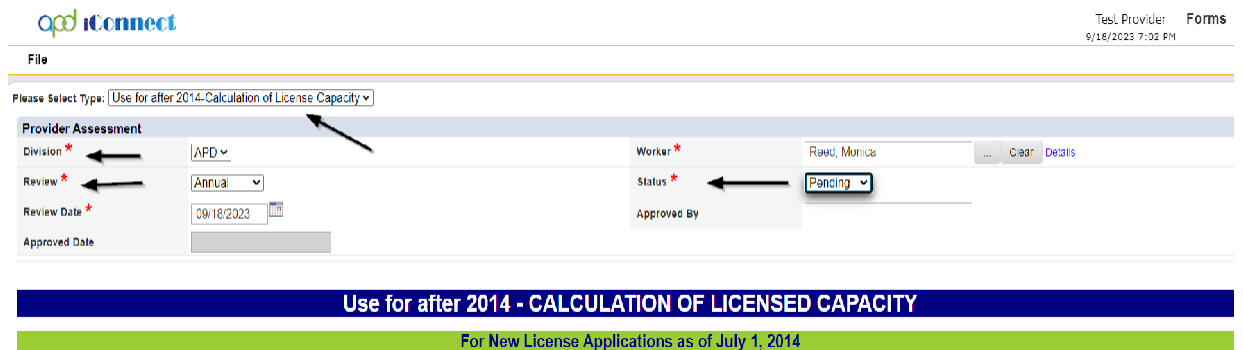 apd iConnect
Test Provider Forms
9/18/2023 7:02 PM
File
Please Select Type: Use for after 2014-Calculation of License Capacity
Provider Assessment
Division * APD Worker * Reed, Monica ... Clear Details
Review * Annual Status * Pending
Review Date * 09/18/2023 Approved By
Approved Date
Use for after 2014 - CALCULATION OF LICENSED CAPACITY
For New License Applications as of July 1, 2014